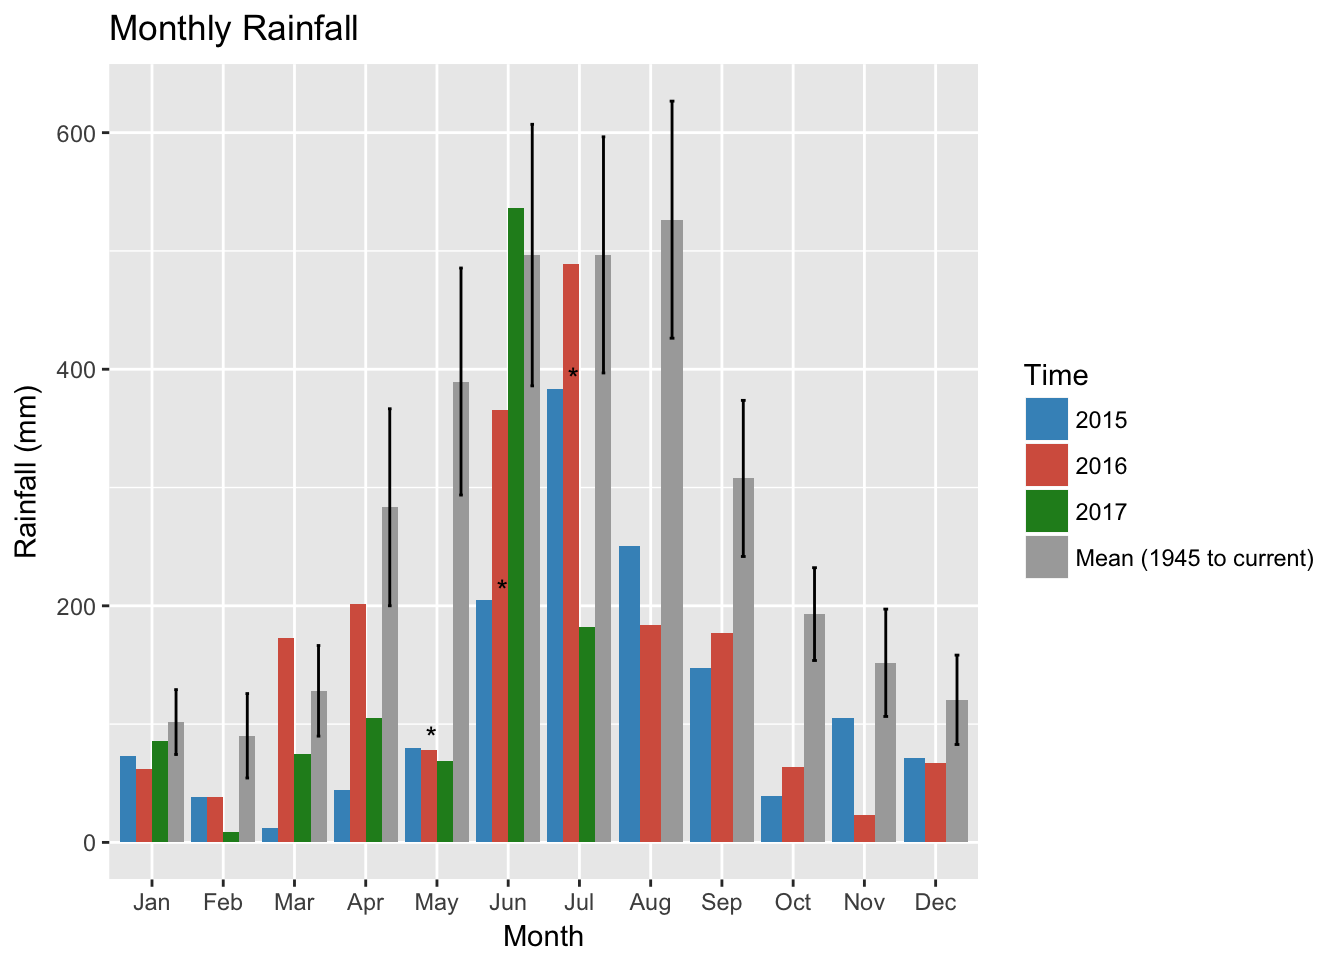 Monthly Rainfall
600
400
200
0
Rainfall (mm)
*
*
*
Jan Feb Mar Apr May Jun Jul Aug Sep Oct Nov Dec
Month
Time
2015
2016
2017
Mean (1945 to current)